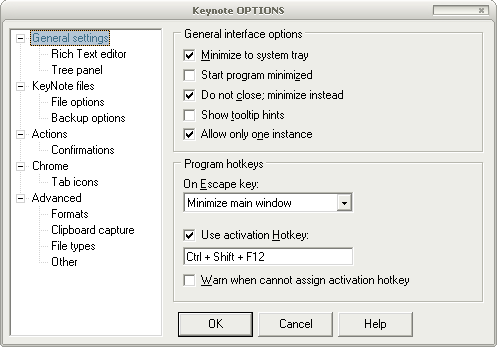 Keynote OPTIONS
General settings
Rich Text editor
Tree panel
KeyNote files
File options
Backup options
Actions
Confirmations
Chrome
Tab icons
Advanced
Formats
Clipboard capture
File types
Other
General interface options
Minimize to system tray
Start program minimized
Do not close; minimize instead
Show tooltip hints
Allow only one instance
Program hotkeys
On Escape key:
Minimize main window
Use activation Hotkey:
Ctrl + Shift + F12
Warn when cannot assign activation hotkey
OK
Cancel
Help